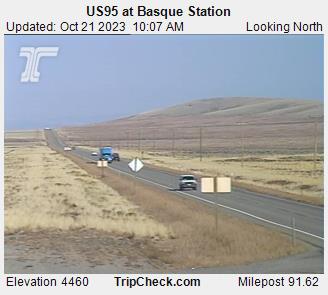 US95 at Basque Station
Updated: Oct 21 2023 10:07 AM Looking North
Elevation 4460 TripCheck.com Milepost 91.62